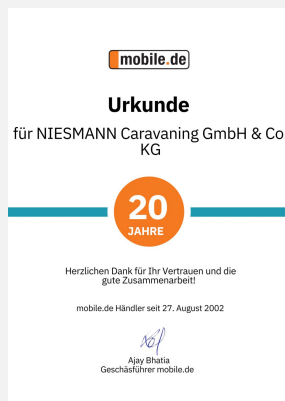 mobile.de
Urkunde
für NIESMANN Caravaning GmbH & Co
KG
20
JAHRE
Herzlichen Dank für Ihr Vertrauen und die
gute Zusammenarbeit!
mobile.de Händler seit 27. August 2002
Ajay Bhatia
Geschäsführer mobile.de